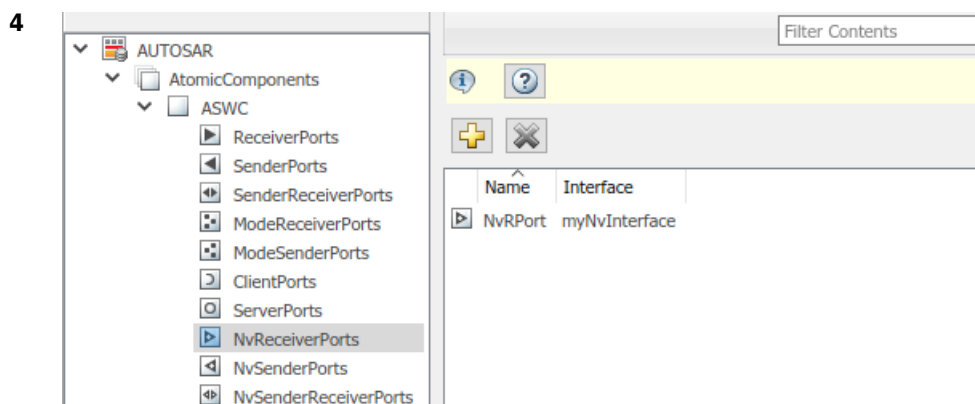 4
Filter Contents
AUTOSAR
AtomicComponents
ASWC
ReceiverPorts
SenderPorts
SenderReceiverPorts
ModeReceiverPorts
ModeSenderPorts
ClientPorts
ServerPorts
NvReceiverPorts
NvSenderPorts
NvSenderReceiverPorts
Name Interface
NvRPort myNvInterface